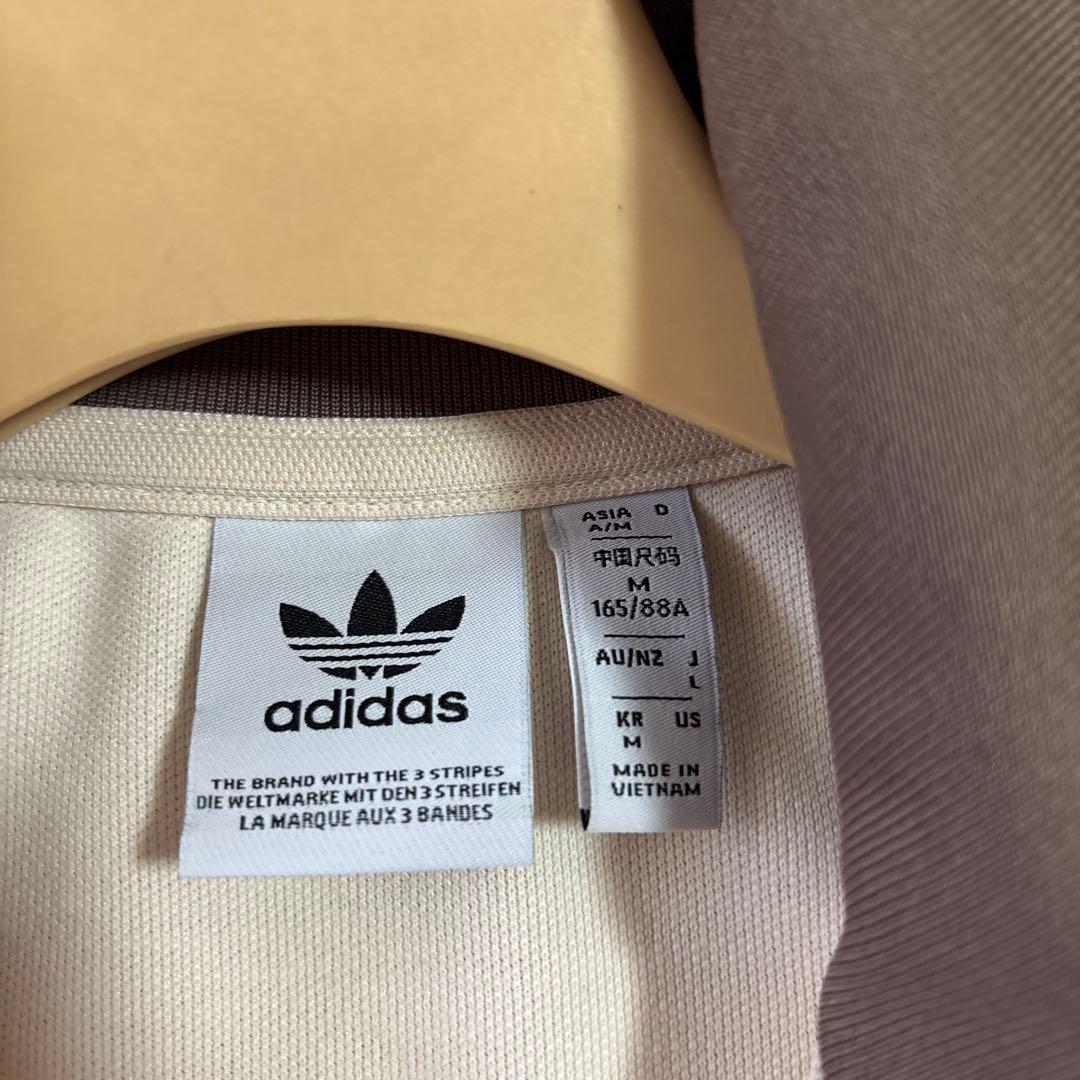 adidas
THE BRAND WITH THE 3 STRIPES
DIE WELTMARKE MIT DEN 3 STREIFEN
LA MARQUE AUX 3 BANDES
ASIA D
A/M
中国尺码
M
165/88A
AU/NZ J
L
KR US
M
MADE IN
VIETNAM